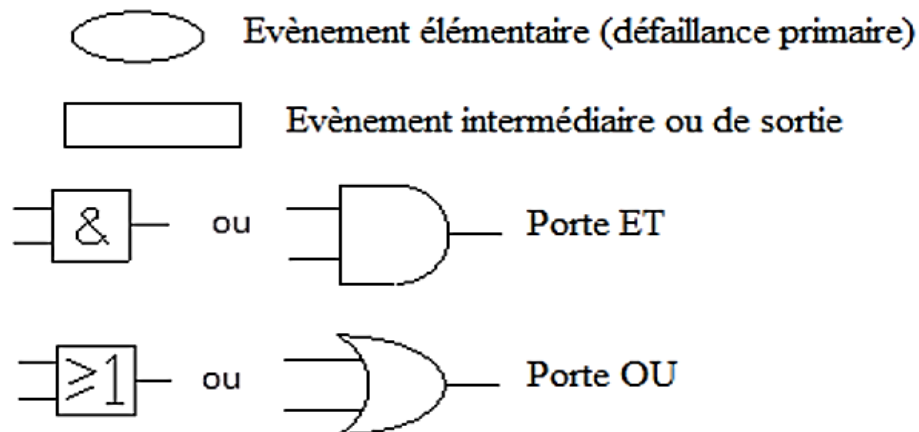 Evènement élémentaire (défaillance primaire)
Evènement intermédiaire ou de sortie
& ou Porte ET
≥1 ou Porte OU